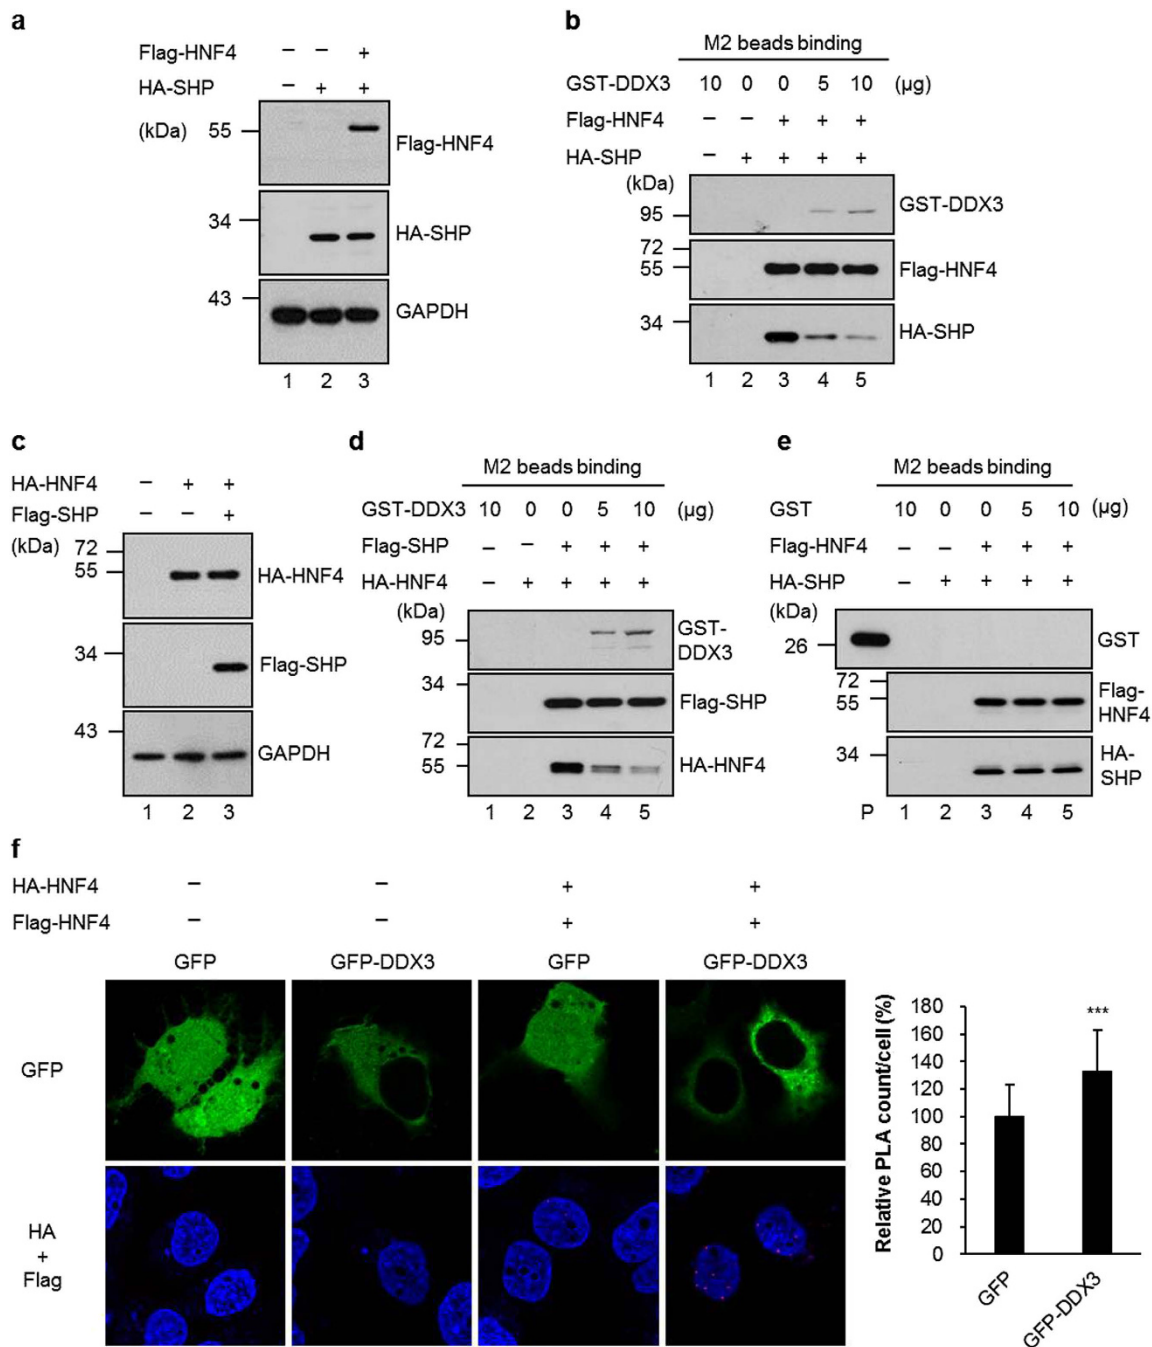 a
Flag-HNF4 – – +
HA-SHP – + +
(kDa)
55
Flag-HNF4
34
HA-SHP
43
GAPDH
1 2 3
b
M2 beads binding
GST-DDX3 10 0 0 5 10 (µg)
Flag-HNF4 – – + + +
HA-SHP – + + + +
(kDa)
95
GST-DDX3
72
55
Flag-HNF4
34
HA-SHP
1 2 3 4 5
c
HA-HNF4 – + +
Flag-SHP – – +
(kDa)
72
55
HA-HNF4
34
Flag-SHP
43
GAPDH
1 2 3
d
M2 beads binding
GST-DDX3 10 0 0 5 10 (µg)
Flag-SHP – – + + +
HA-HNF4 – + + + +
(kDa)
95
GST-
DDX3
34
Flag-SHP
72
55
HA-HNF4
1 2 3 4 5
e
M2 beads binding
GST 10 0 0 5 10 (µg)
Flag-HNF4 – – + + +
HA-SHP – + + + +
(kDa)
26
GST
72
55
Flag-
HNF4
34
HA-
SHP
P 1 2 3 4 5
f
HA-HNF4 – – + +
Flag-HNF4 – – + +
GFP GFP-DDX3 GFP GFP-DDX3
GFP
HA
+
Flag
Relative PLA count/cell (%)
180
160
140
120
100
80
60
40
20
0
***
GFP
GFP-DDX3